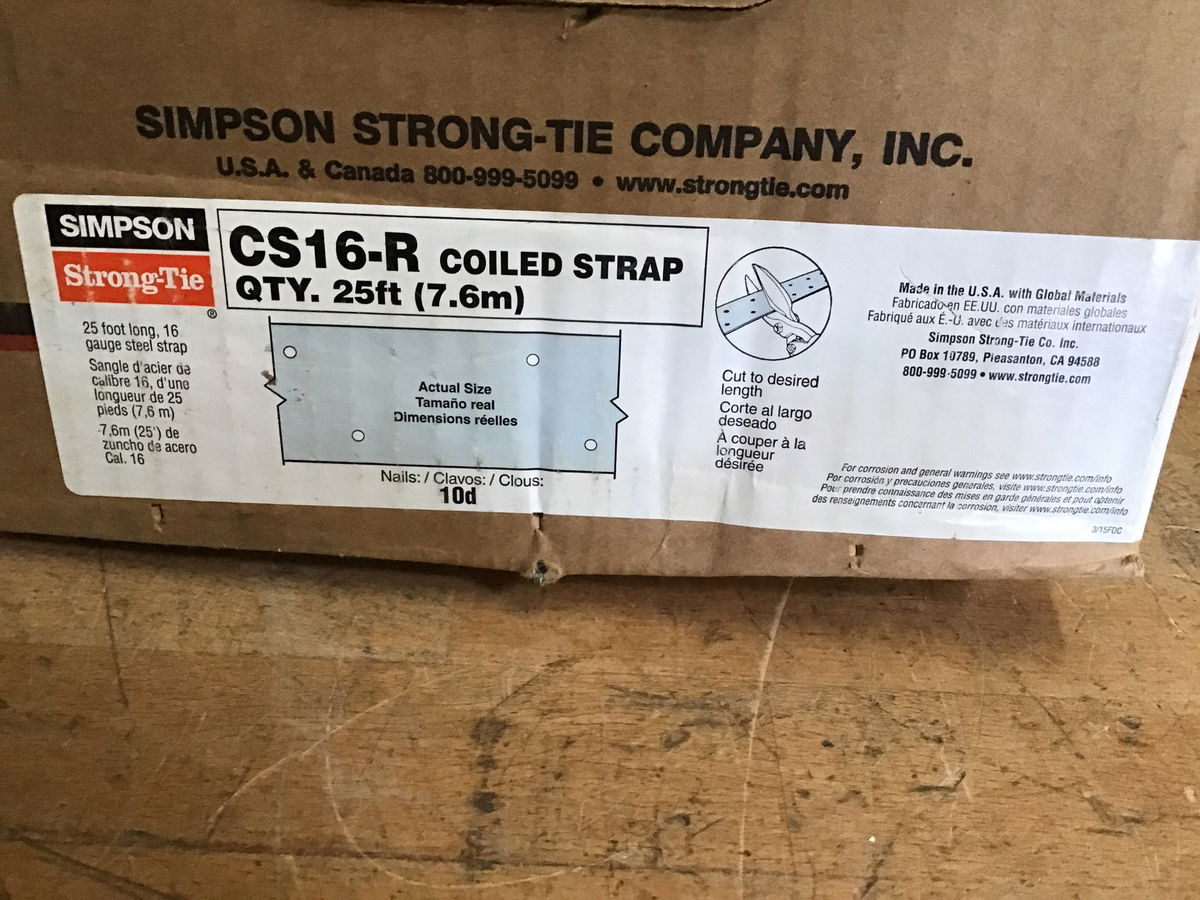 SIMPSON STRONG-TIE COMPANY, INC.
U.S.A. & Canada 800-999-5099 • www.strongtie.com
SIMPSON
Strong-Tie
®
CS16-R COILED STRAP
QTY. 25ft (7.6m)
25 foot long, 16
gauge steel strap
Sangle d'acier de
calibre 16, d'une
longueur de 25
pieds (7,6 m)
7,6m (25') de
zuncho de acero
Cal. 16
Actual Size
Tamaño real
Dimensions réelles
Nails: / Clavos: / Clous:
10d
Cut to desired
length
Corte al largo
deseado
À couper à la
longueur
désirée
Made in the U.S.A. with Global Materials
Fabricado en EE.UU. con materiales globales
Fabriqué aux É.-U. avec des matériaux internationaux
Simpson Strong-Tie Co. Inc.
PO Box 10789, Pleasanton, CA 94588
800-999-5099 • www.strongtie.com
For corrosion and general warnings see www.strongtie.com/info
Por corrosión y precauciones generales, visite www.strongtie.com/info
Pour prendre connaissance des mises en garde générales et pout obtenir
des renseignements concernant la corrosion, visiter www.strongtie.com/info
3/15FDC